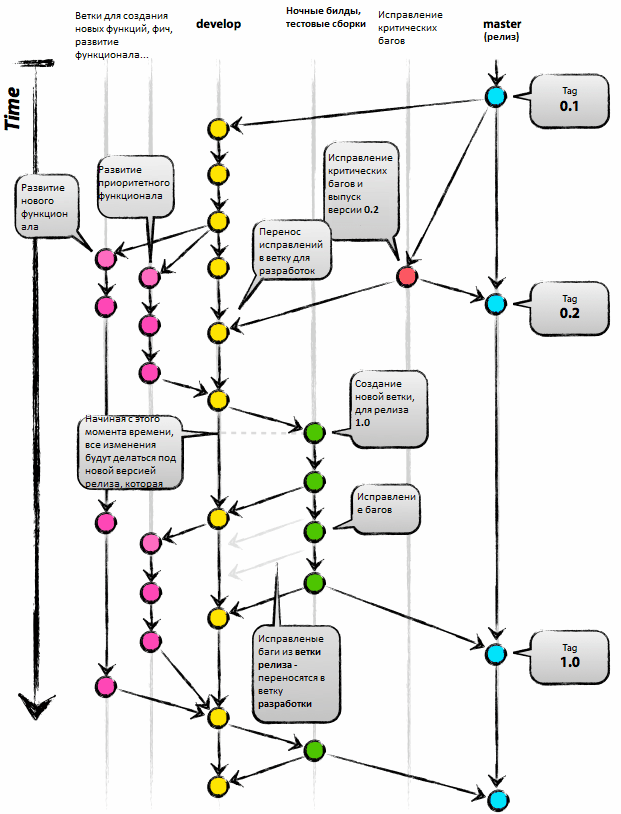 Ветки для создания
новых функций, фич,
развитие
функционала...
develop
Ночные билды,
тестовые сборки
Исправление
критических
багов
master
(релиз)
Time
Tag
0.1
Развитие
приоритетного
функционала
Исправление
критических
багов и
выпуск
версии 0.2
Развитие
нового
функцион
ала
Перенос
исправлений
в ветку для
разработок
Tag
0.2
Создание
новой ветки,
для релиза
1.0
Начиная с этого
момента времени,
все изменения
будут делаться под
новой версией
релиза, которая
Исправлени
е багов
Исправленые
баги из ветки
релиза -
переносятся в
ветку
разработки
Tag
1.0